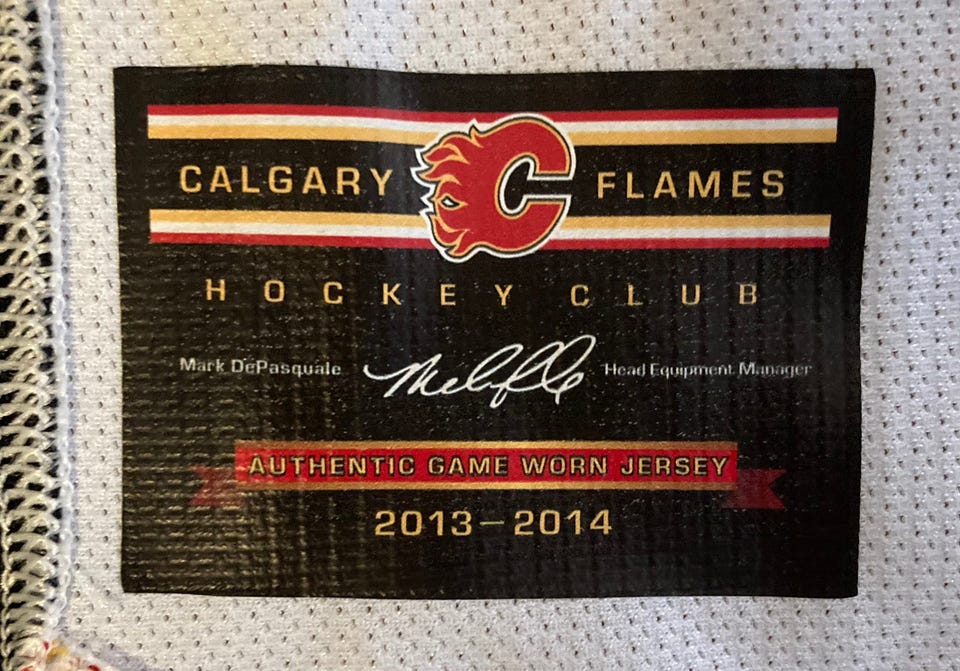 CALGARY FLAMES
HOCKEY CLUB
Mark DePasquale Head Equipment Manager
AUTHENTIC GAME WORN JERSEY
2013-2014